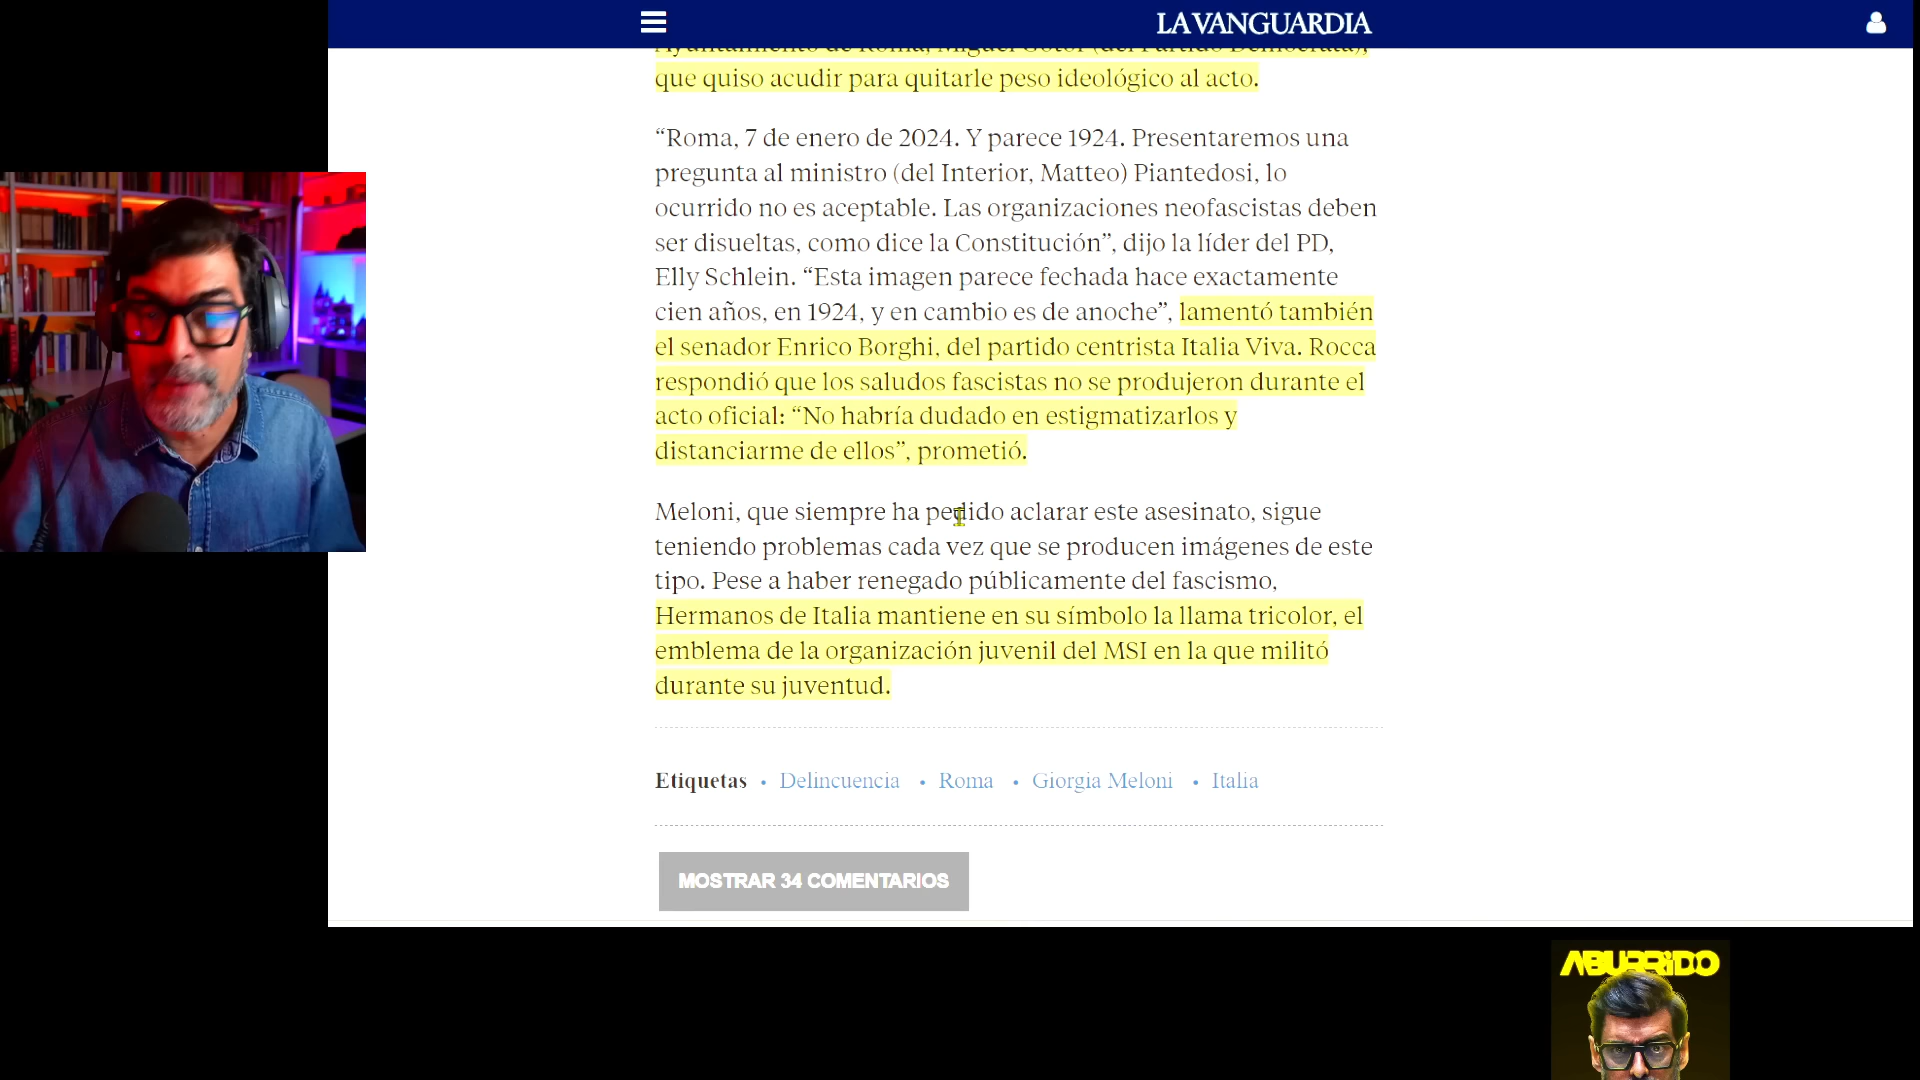 LA VANGUARDIA
Ayuntamiento de Roma, Miguel Gotor (del Partido Demócrata),
que quiso acudir para quitarle peso ideológico al acto.
“Roma, 7 de enero de 2024. Y parece 1924. Presentaremos una
pregunta al ministro (del Interior, Matteo) Piantedosi, lo
ocurrido no es aceptable. Las organizaciones neofascistas deben
ser disueltas, como dice la Constitución”, dijo la líder del PD,
Elly Schlein. “Esta imagen parece fechada hace exactamente
cien años, en 1924, y en cambio es de anoche”, lamentó también
el senador Enrico Borghi, del partido centrista Italia Viva. Rocca
respondió que los saludos fascistas no se produjeron durante el
acto oficial: “No habría dudado en estigmatizarlos y
distanciarme de ellos”, prometió.
Meloni, que siempre ha pedido aclarar este asesinato, sigue
teniendo problemas cada vez que se producen imágenes de este
tipo. Pese a haber renegado públicamente del fascismo,
Hermanos de Italia mantiene en su símbolo la llama tricolor, el
emblema de la organización juvenil del MSI en la que militó
durante su juventud.
Etiquetas • Delincuencia • Roma • Giorgia Meloni • Italia
MOSTRAR 34 COMENTARIOS
ABURRIDO